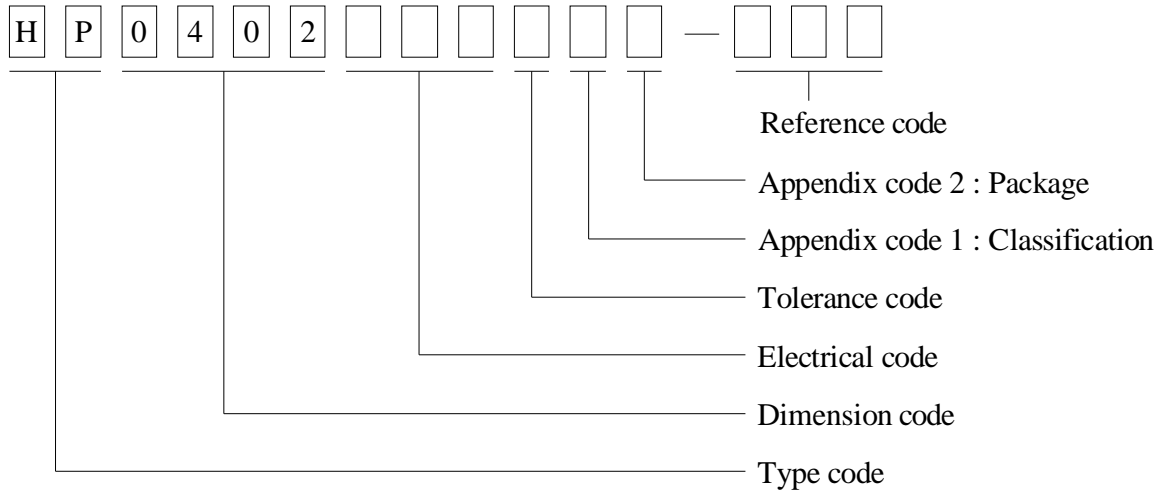 H P 0 4 0 2 —
Reference code
Appendix code 2 : Package
Appendix code 1 : Classification
Tolerance code
Electrical code
Dimension code
Type code